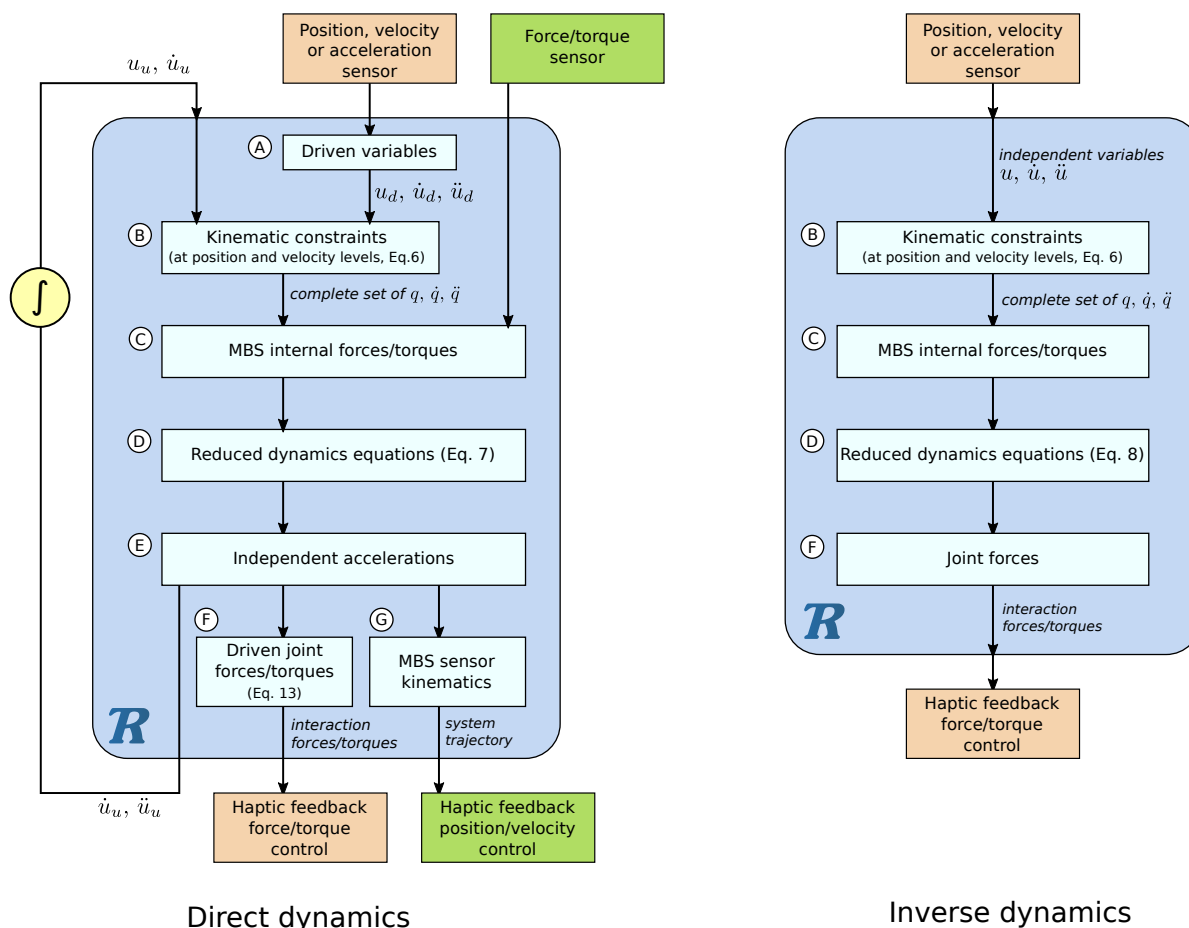 Position, velocity
or acceleration
sensor
Force/torque
sensor
u_u, u̇_u
A
Driven variables
u_d, u̇_d, ü_d
B
Kinematic constraints
(at position and velocity levels, Eq.6)
complete set of q, q̇, q̈
∫
C
MBS internal forces/torques
D
Reduced dynamics equations (Eq. 7)
E
Independent accelerations
F
Driven joint
forces/torques
(Eq. 13)
G
MBS sensor
kinematics
R
interaction
forces/torques
system
trajectory
u̇_u, ü_u
Haptic feedback
force/torque
control
Haptic feedback
position/velocity
control
Direct dynamics
Position, velocity
or acceleration
sensor
independent variables
u, u̇, ü
B
Kinematic constraints
(at position and velocity levels, Eq. 6)
complete set of q, q̇, q̈
C
MBS internal forces/torques
D
Reduced dynamics equations (Eq. 8)
F
Joint forces
R
interaction
forces/torques
Haptic feedback
force/torque
control
Inverse dynamics